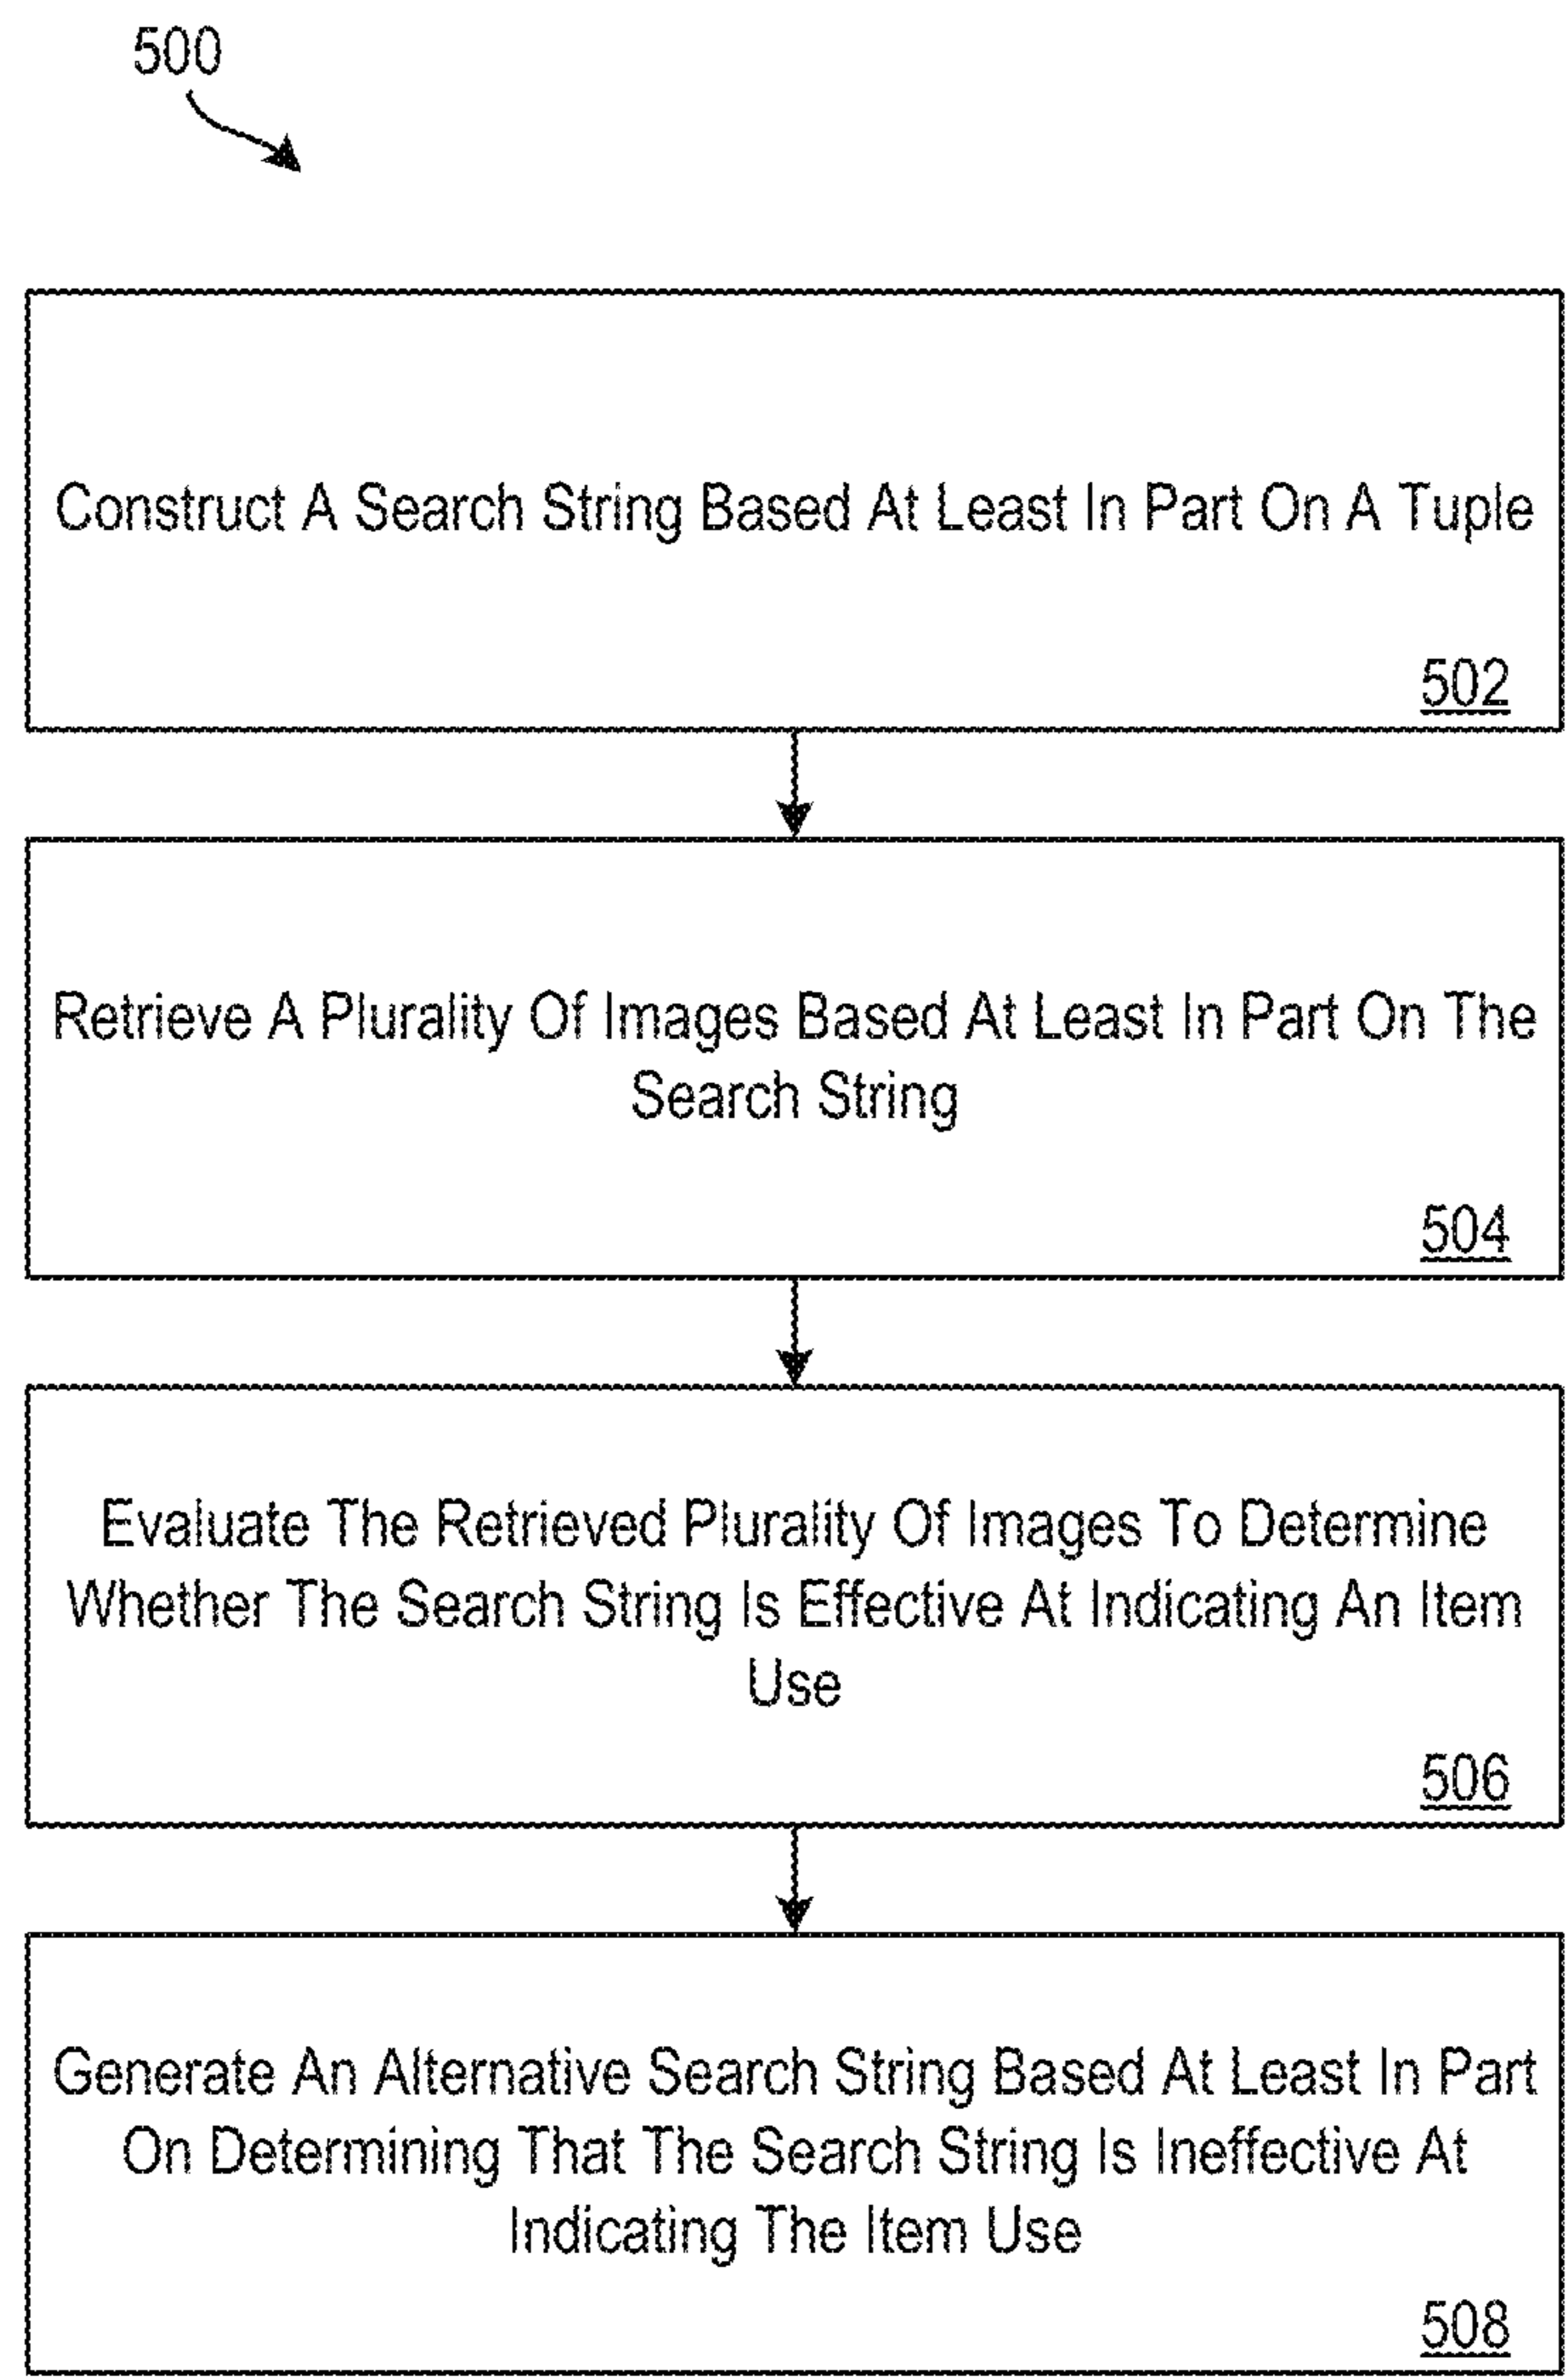 500
Construct A Search String Based At Least In Part On A Tuple
502
Retrieve A Plurality Of Images Based At Least In Part On The
Search String
504
Evaluate The Retrieved Plurality Of Images To Determine
Whether The Search String Is Effective At Indicating An Item
Use
506
Generate An Alternative Search String Based At Least In Part
On Determining That The Search String Is Ineffective At
Indicating The Item Use
508